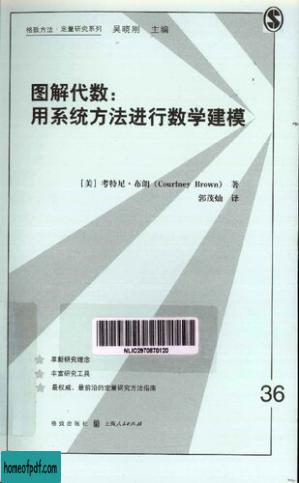 格致方法·定量研究系列 吴晓刚 主编
图解代数：
用系统方法进行数学建模
［美］考特尼·布朗（Courtney Brown） 著
郭茂灿 译
NLIC2970870120
革新研究理念
丰富研究工具
最权威、最前沿的定量研究方法指南
36
格致出版社 上海人民出版社
homeofpdf.com